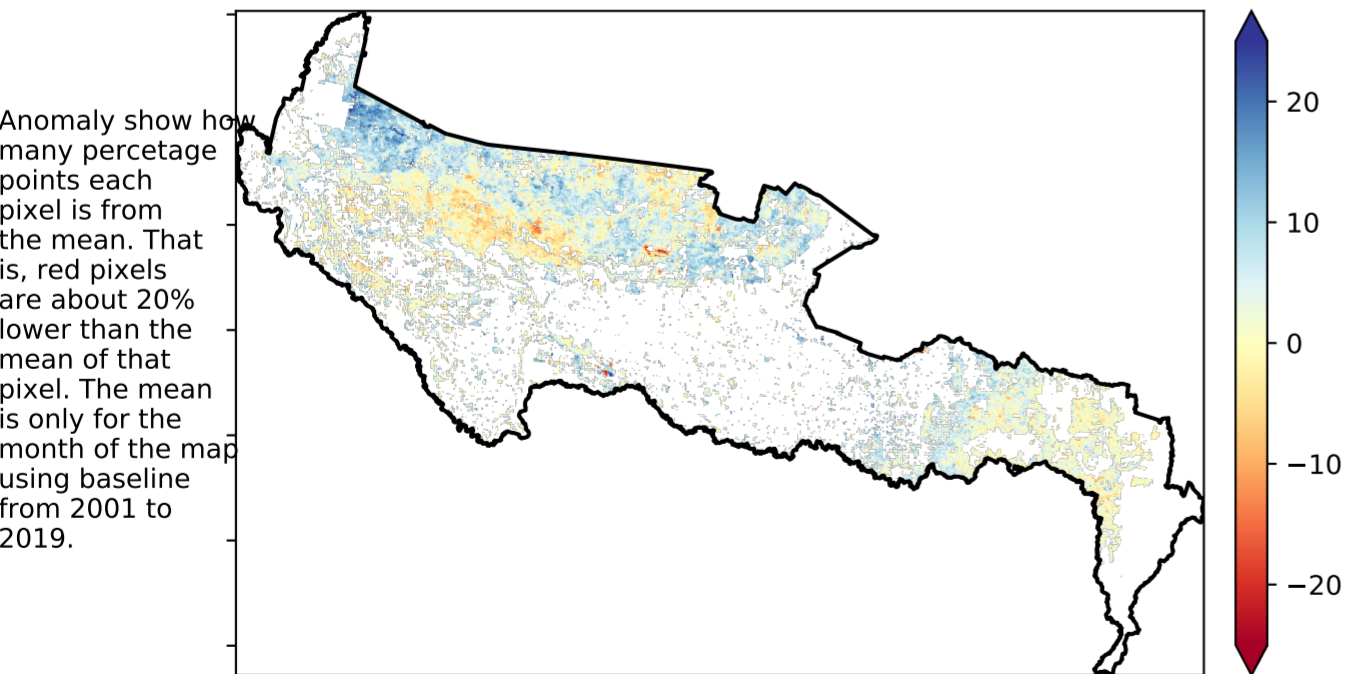 Anomaly show how
many percetage
points each
pixel is from
the mean. That
is, red pixels
are about 20%
lower than the
mean of that
pixel. The mean
is only for the
month of the map
using baseline
from 2001 to
2019.
20
10
0
−10
−20